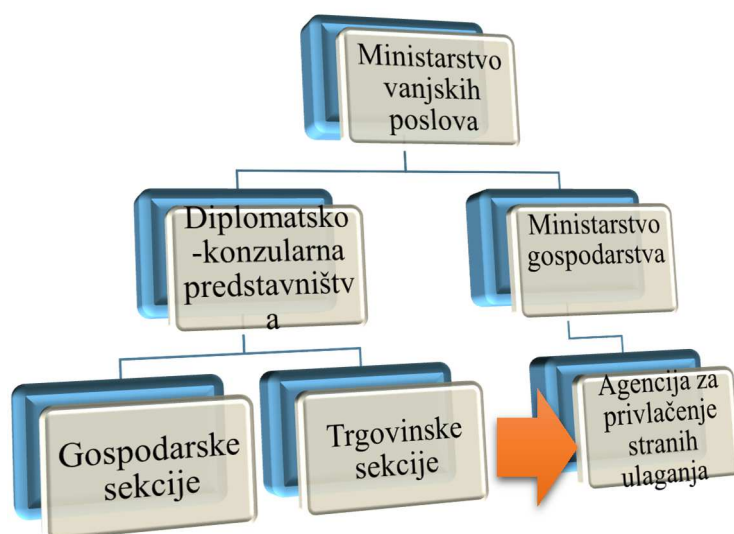 Ministarstvo
vanjskih
poslova
Diplomatsko
-konzularna
predstavništv
a
Ministarstvo
gospodarstva
Gospodarske
sekcije
Trgovinske
sekcije
Agencija za
privlačenje
stranih
ulaganja